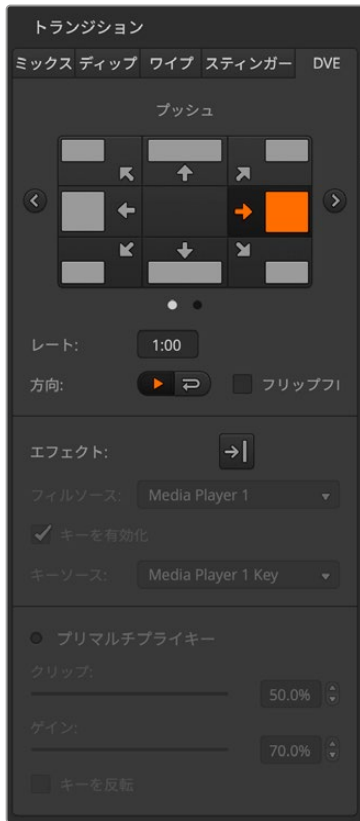 トランジション
ミックス ディップ ワイプ スティンガー DVE
プッシュ
レート: 1:00
方向: フリップフ
エフェクト:
フィルソース: Media Player 1
キーを有効化
キーソース: Media Player 1 Key
プリマルチプライキー
クリップ:
50.0%
ゲイン:
70.0%
キーを反転